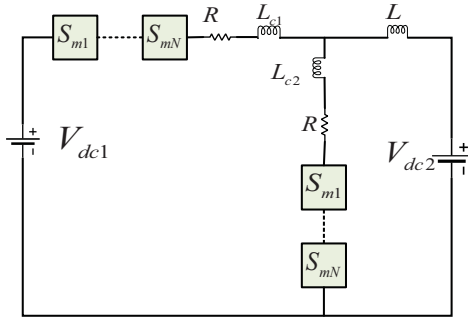 S_{m1} S_{mN} R L_{c1} L
L_{c2}
R
+ V_{dc1} -
V_{dc2} + -
S_{m1}
S_{mN}